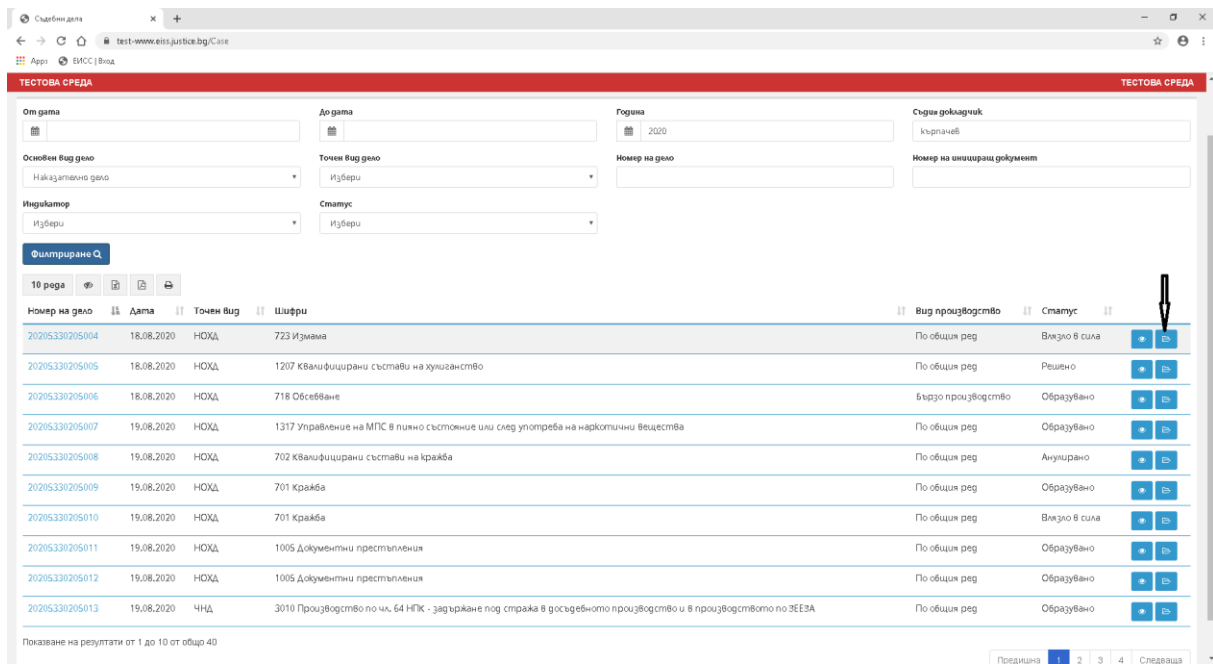 Съдебни дела
test-www.eiss.justice.bg/Case
Apps ЕИСС | Вход
ТЕСТОВА СРЕДА ТЕСТОВА СРЕДА
От дата До дата Година Съдия докладчик
2020 кърпачев
Основен вид дело Точен вид дело Номер на дело Номер на иницииращ документ
Наказателно дело Избери
Индикатор Статус
Избери Избери
Филтриране
10 реда
Номер на дело Дата Точен вид Шифри Вид производство Статус
20205330205004 18.08.2020 НОХД 723 Измама По общия ред Влязло в сила
20205330205005 18.08.2020 НОХД 1207 Квалифицирани състави на хулиганство По общия ред Решено
20205330205006 18.08.2020 НОХД 718 Обсебване Бързо производство Образувано
20205330205007 19.08.2020 НОХД 1317 Управление на МПС в пияно състояние или след употреба на наркотични вещества По общия ред Образувано
20205330205008 19.08.2020 НОХД 702 Квалифицирани състави на кражба По общия ред Анулирано
20205330205009 19.08.2020 НОХД 701 Кражба По общия ред Образувано
20205330205010 19.08.2020 НОХД 701 Кражба По общия ред Влязло в сила
20205330205011 19.08.2020 НОХД 1005 Документни престъпления По общия ред Образувано
20205330205012 19.08.2020 НОХД 1005 Документни престъпления По общия ред Образувано
20205330205013 19.08.2020 ЧНД 3010 Производство по чл. 64 НПК - задържане под стража в досъдебното производство и в производството по ЗЕЕЗА По общия ред Образувано
Показване на резултати от 1 до 10 от общо 40
Предишна 1 2 3 4 Следваща